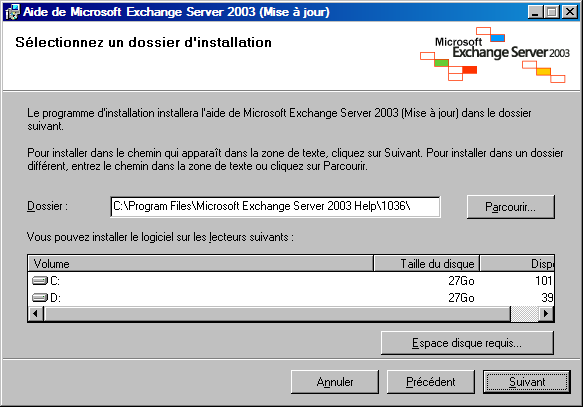 Aide de Microsoft Exchange Server 2003 (Mise à jour)
Sélectionnez un dossier d'installation
Microsoft
Exchange Server 2003
Le programme d'installation installera l'aide de Microsoft Exchange Server 2003 (Mise à jour) dans le dossier
suivant.
Pour installer dans le chemin qui apparaît dans la zone de texte, cliquez sur Suivant. Pour installer dans un dossier
différent, entrez le chemin dans la zone de texte ou cliquez sur Parcourir.
Dossier : C:\Program Files\Microsoft Exchange Server 2003 Help\1036\ Parcourir...
Vous pouvez installer le logiciel sur les lecteurs suivants :
Volume Taille du disque Dispo
C: 27Go 101
D: 27Go 39
Espace disque requis...
Annuler Précédent Suivant